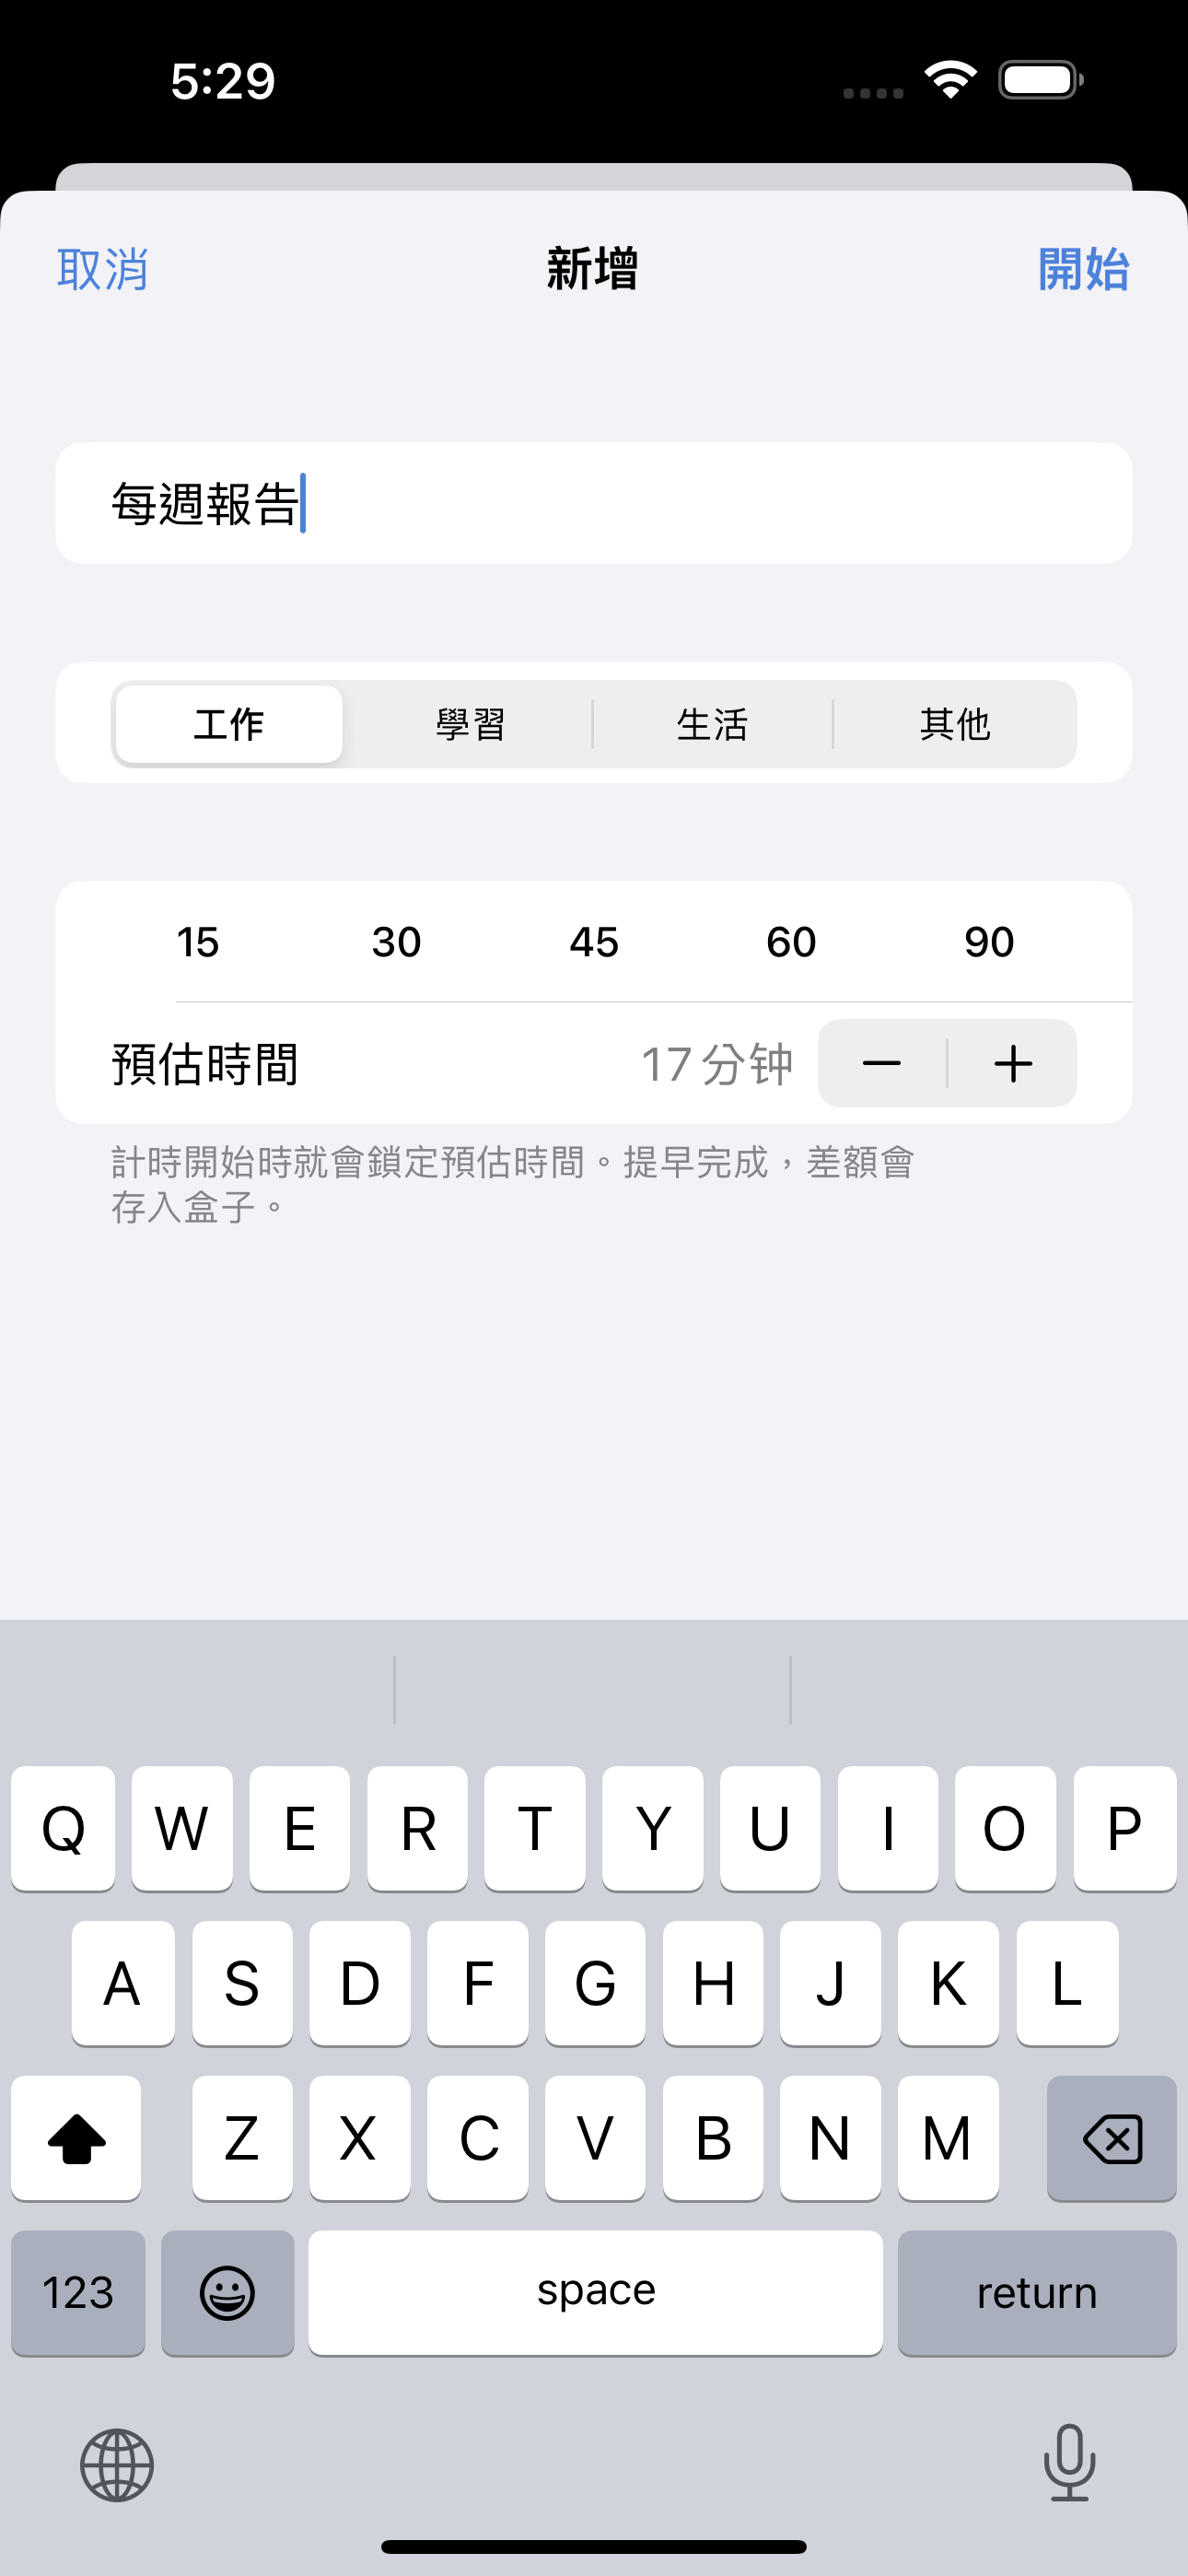 5:29
取消 新增 開始
每週報告
工作 學習 生活 其他
15 30 45 60 90
預估時間 17 分钟
計時開始時就會鎖定預估時間。提早完成，差額會
存入盒子。
Q W E R T Y U I O P
A S D F G H J K L
Z X C V B N M
123 space return